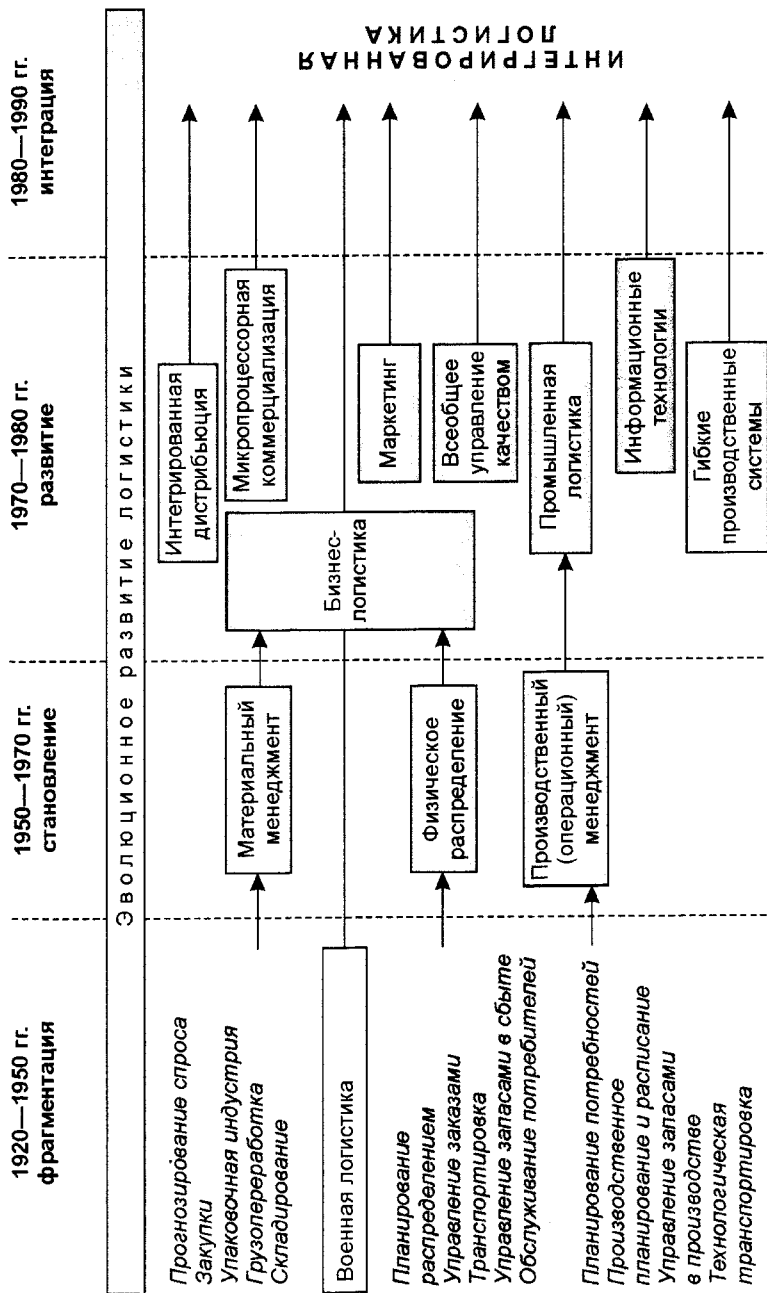 1920—1950 гг.
фрагментация
1950—1970 гг.
становление
1970—1980 гг.
развитие
1980—1990 гг.
интеграция
Эволюционное развитие логистики
Прогнозирование спроса
Закупки
Упаковочная индустрия
Грузопереработка
Складирование
Военная логистика
Планирование
распределением
Управление заказами
Транспортировка
Управление запасами в сбыте
Обслуживание потребителей
Планирование потребностей
Производственное
планирование и расписание
Управление запасами
в производстве
Технологическая
транспортировка
Материальный
менеджмент
Физическое
распределение
Производственный
(операционный)
менеджмент
Интегрированная
дистрибьюция
Микропроцессорная
коммерциализация
Бизнес-
логистика
Маркетинг
Всеобщее
управление
качеством
Промышленная
логистика
Информационные
технологии
Гибкие
производственные
системы
ИНТЕГРИРОВАННАЯ
ЛОГИСТИКА